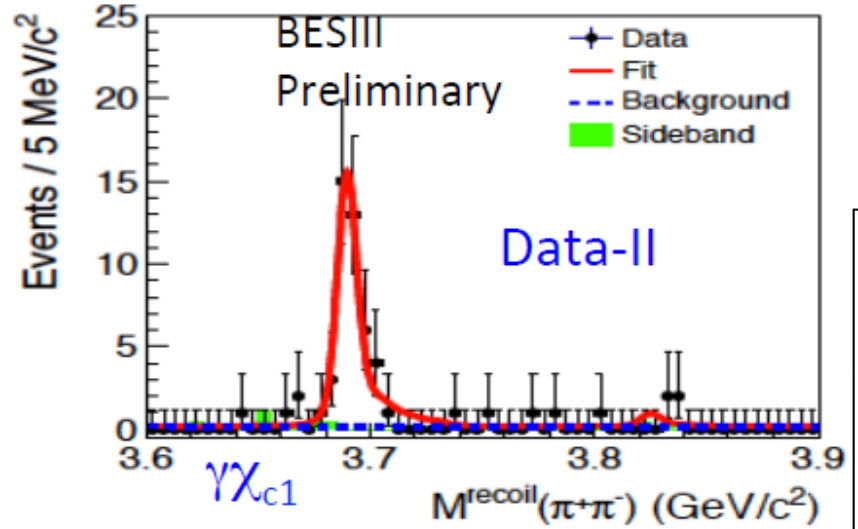 BESIII
Preliminary
Data
Fit
Background
Sideband
Data-II
Events / 5 MeV/c²
25
20
15
10
5
0
3.6 3.7 3.8 3.9
γχc1
M^recoil(π⁺π⁻) (GeV/c²)